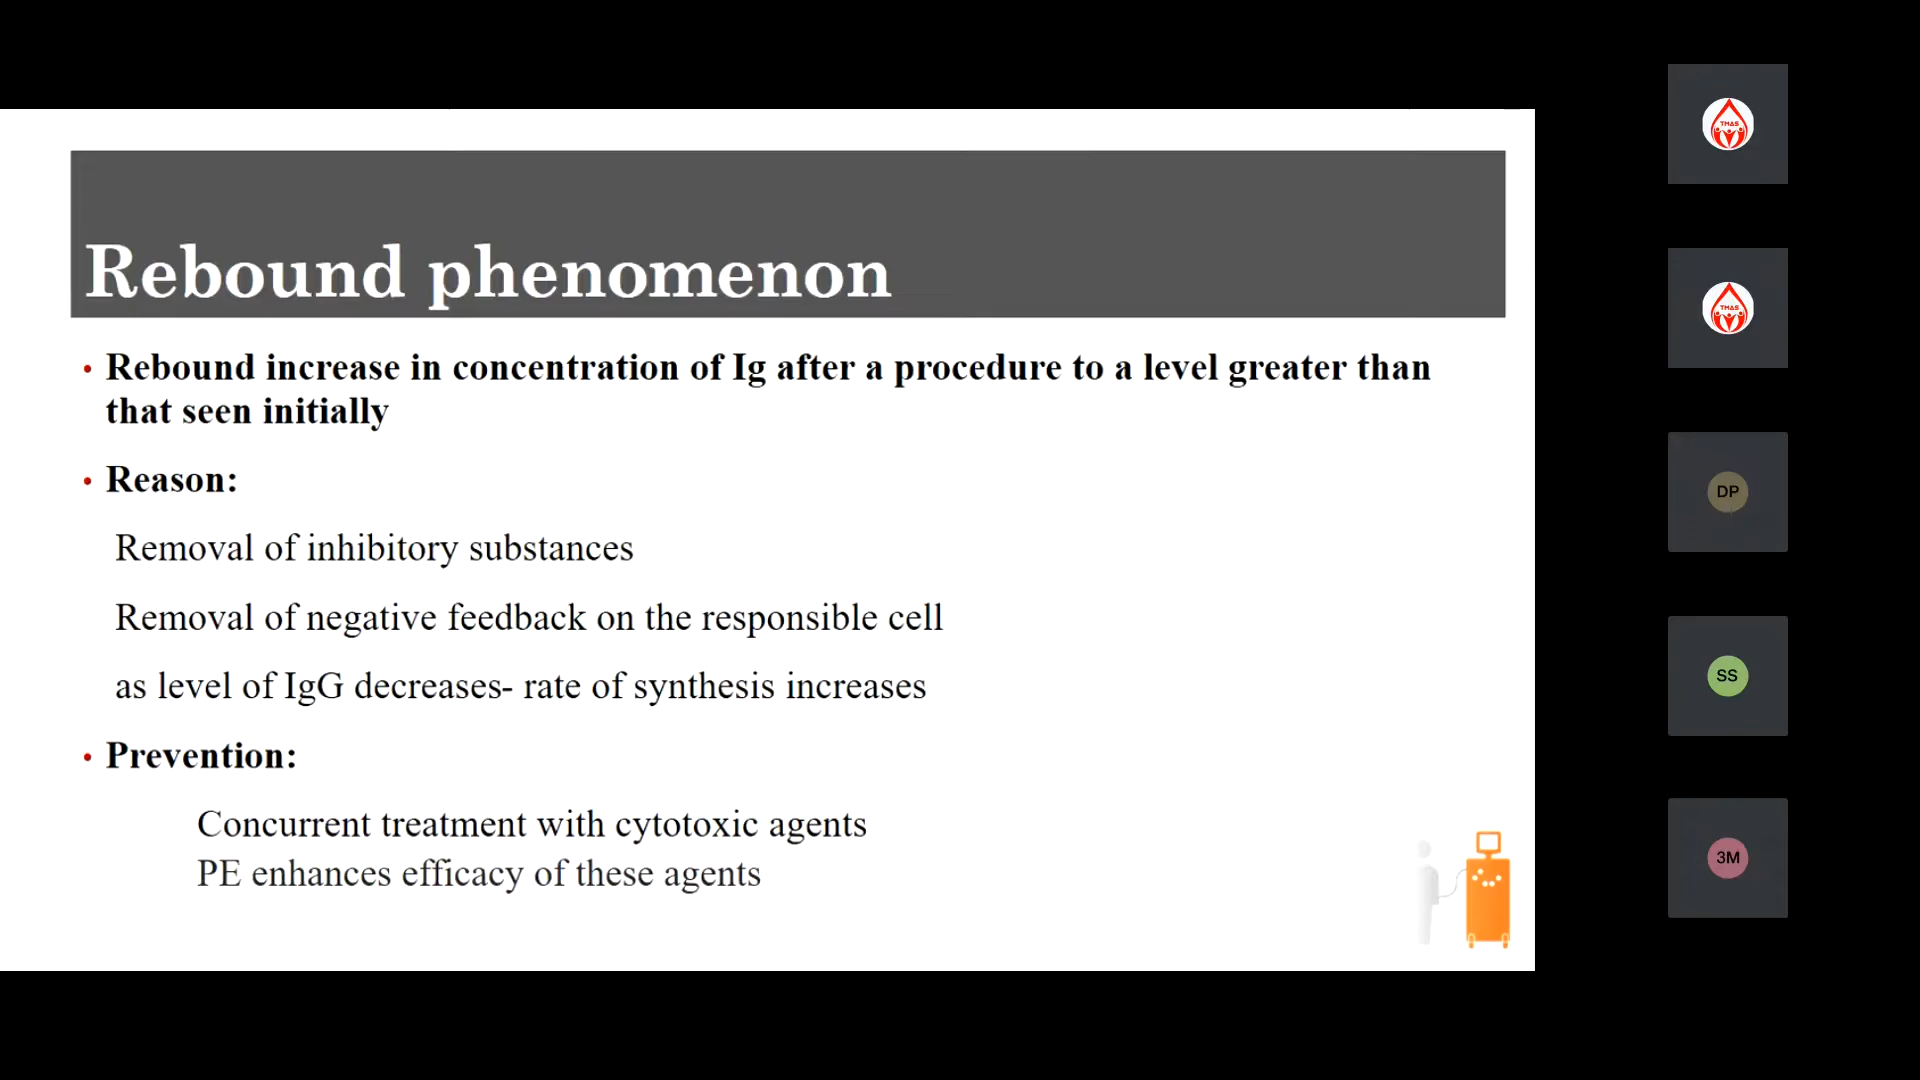 Rebound phenomenon
• Rebound increase in concentration of Ig after a procedure to a level greater than
that seen initially
• Reason:
Removal of inhibitory substances
Removal of negative feedback on the responsible cell
as level of IgG decreases- rate of synthesis increases
• Prevention:
Concurrent treatment with cytotoxic agents
PE enhances efficacy of these agents
TMAS
TMAS
DP
SS
3M